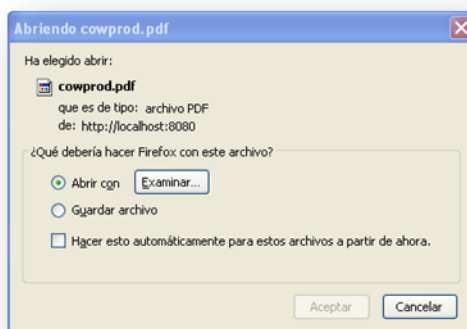 Abriendo cowprod.pdf
Ha elegido abrir:
cowprod.pdf
que es de tipo: archivo PDF
de: http://localhost:8080
¿Qué debería hacer Firefox con este archivo?
Abrir con Examinar...
Guardar archivo
Hacer esto automáticamente para estos archivos a partir de ahora.
Aceptar Cancelar